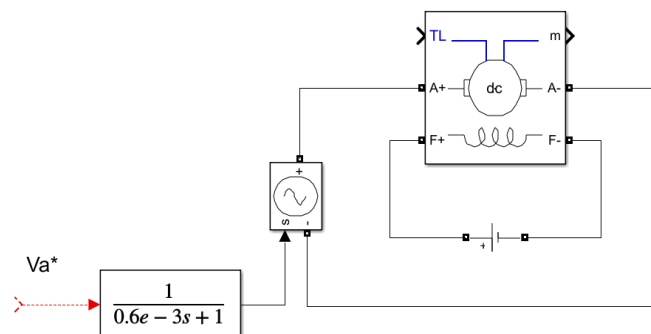 TL
m
A+
dc
A-
F+
F-
+
s
-
+
Va*
1
0.6e − 3s + 1